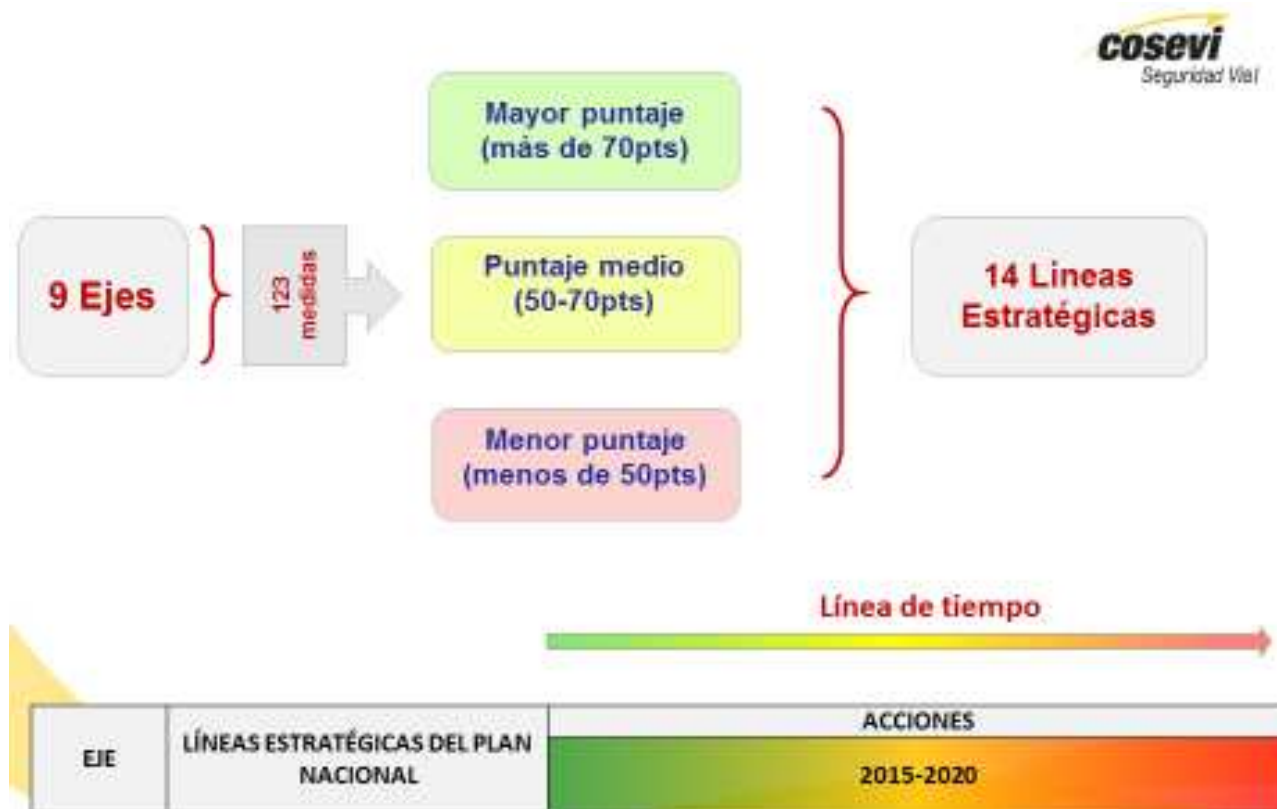 cosevi
Seguridad Vial
Mayor puntaje
(más de 70pts)
9 Ejes
123
medidas
Puntaje medio
(50-70pts)
14 Lineas
Estratégicas
Menor puntaje
(menos de 50pts)
Línea de tiempo
EJE
LÍNEAS ESTRATÉGICAS DEL PLAN
NACIONAL
ACCIONES
2015-2020